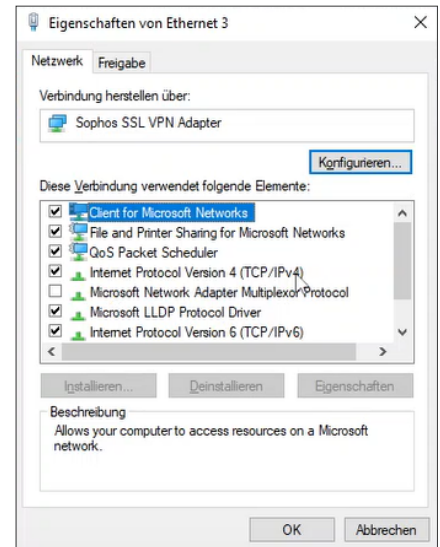 Eigenschaften von Ethernet 3
Netzwerk Freigabe
Verbindung herstellen über:
Sophos SSL VPN Adapter
Konfigurieren...
Diese Verbindung verwendet folgende Elemente:
Client for Microsoft Networks
File and Printer Sharing for Microsoft Networks
QoS Packet Scheduler
Internet Protocol Version 4 (TCP/IPv4)
Microsoft Network Adapter Multiplexor Protocol
Microsoft LLDP Protocol Driver
Internet Protocol Version 6 (TCP/IPv6)
Installieren... Deinstallieren Eigenschaften
Beschreibung
Allows your computer to access resources on a Microsoft
network.
OK Abbrechen